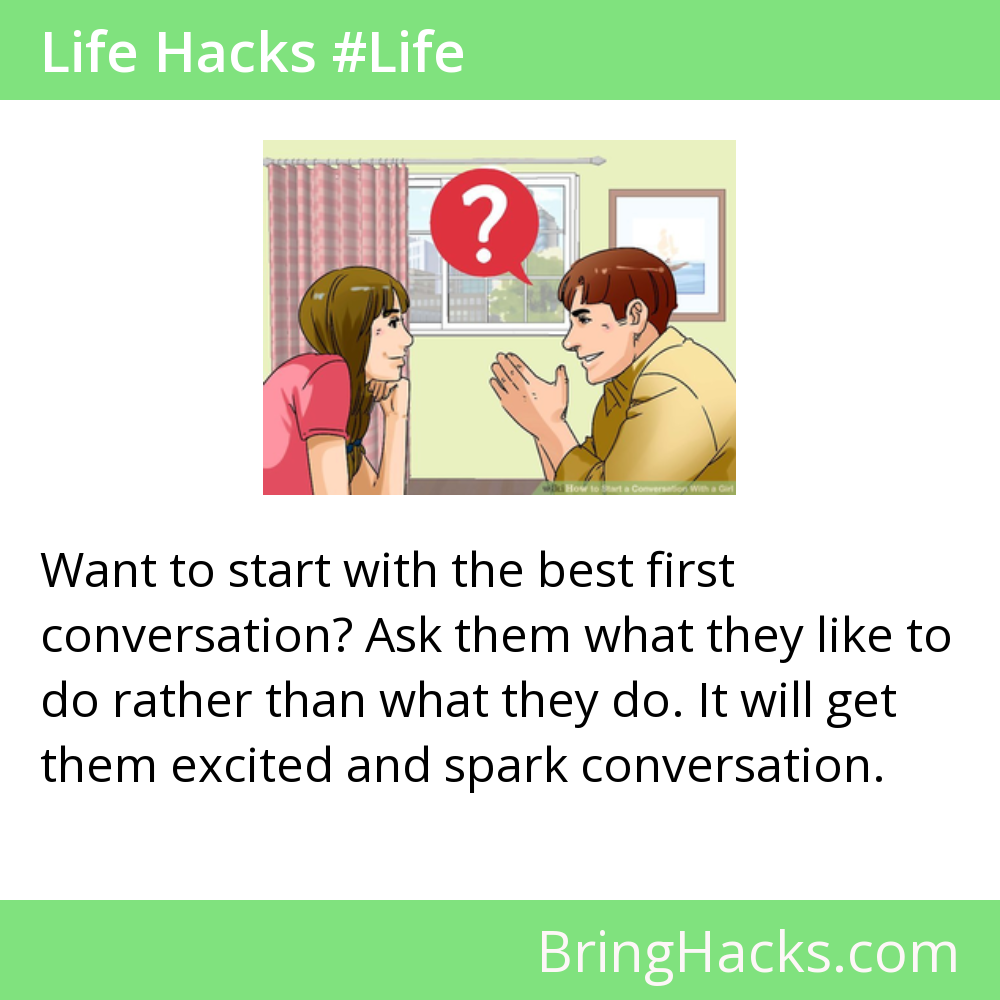 Life Hacks #Life
?
wikiHow to Start a Conversation With a Girl
Want to start with the best first
conversation? Ask them what they like to
do rather than what they do. It will get
them excited and spark conversation.
BringHacks.com